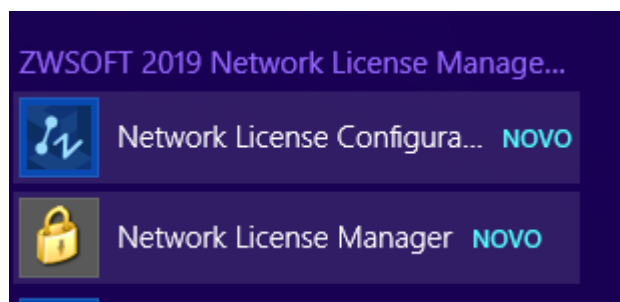 ZWSOFT 2019 Network License Manage...
Network License Configura... NOVO
Network License Manager NOVO